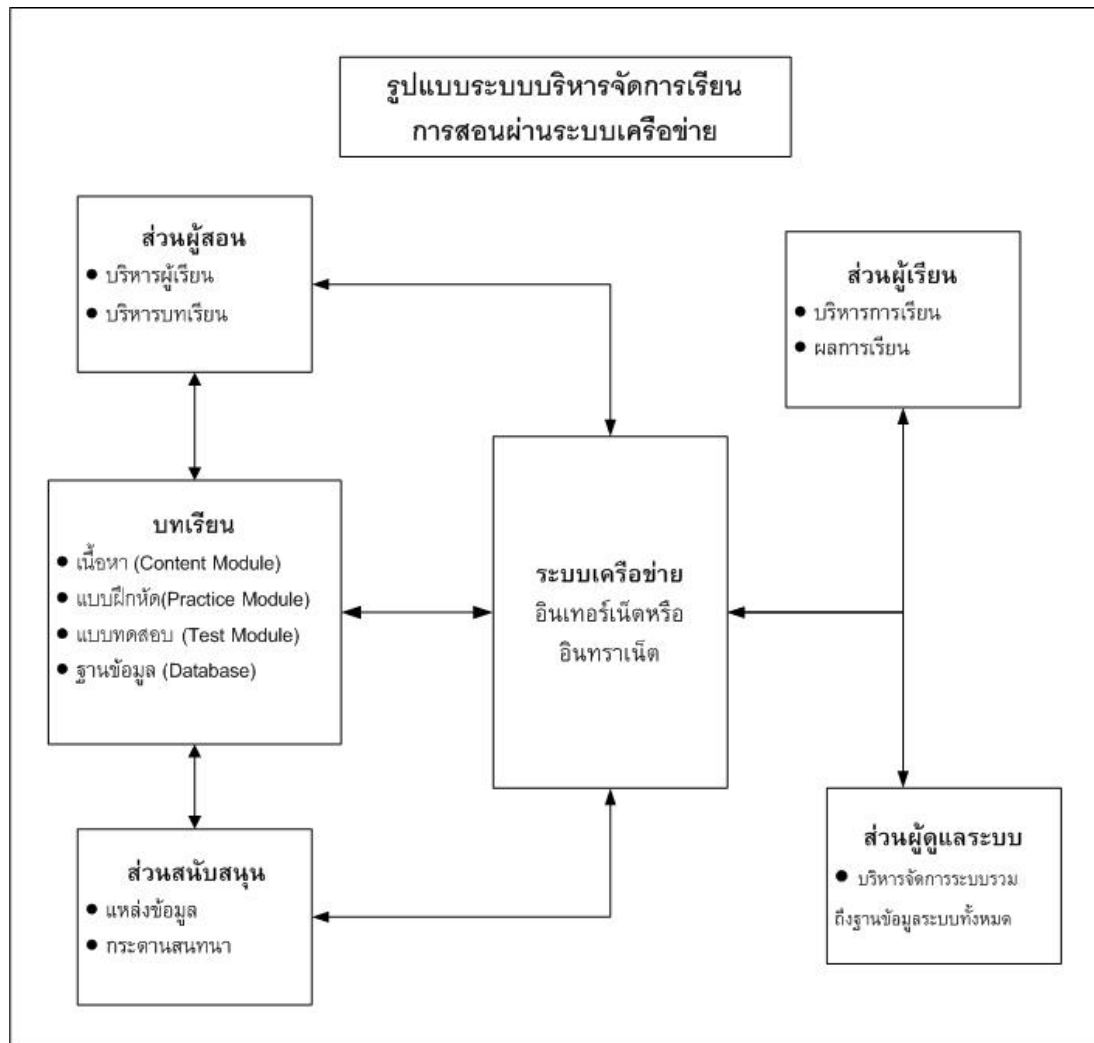 รูปแบบระบบบริหารจัดการเรียน
การสอนผ่านระบบเครือข่าย
ส่วนผู้สอน
● บริหารผู้เรียน
● บริหารบทเรียน
ส่วนผู้เรียน
● บริหารการเรียน
● ผลการเรียน
บทเรียน
● เนื้อหา (Content Module)
● แบบฝึกหัด(Practice Module)
● แบบทดสอบ (Test Module)
● ฐานข้อมูล (Database)
ระบบเครือข่าย
อินเทอร์เน็ตหรือ
อินทราเน็ต
ส่วนสนับสนุน
● แหล่งข้อมูล
● กระดานสนทนา
ส่วนผู้ดูแลระบบ
● บริหารจัดการระบบรวม
ถึงฐานข้อมูลระบบทั้งหมด